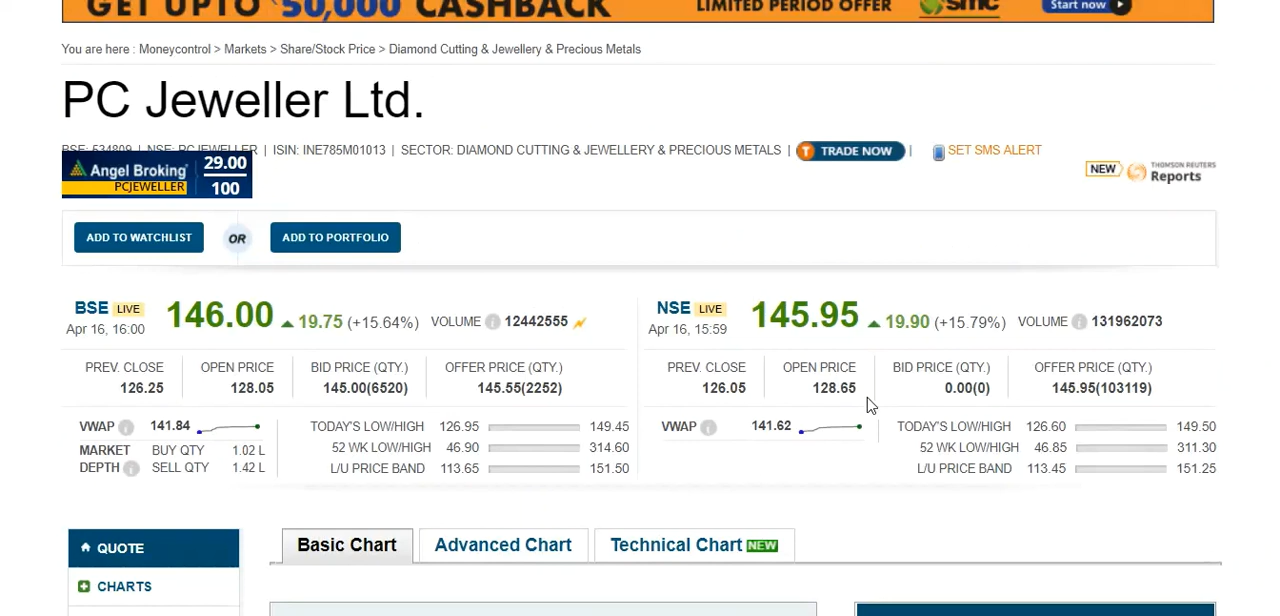 GET UPTO `50,000 CASHBACK LIMITED PERIOD OFFER smc Start now
You are here : Moneycontrol > Markets > Share/Stock Price > Diamond Cutting & Jewellery & Precious Metals
PC Jeweller Ltd.
BSE: 534809 | NSE: PCJEWELLER | ISIN: INE785M01013 | SECTOR: DIAMOND CUTTING & JEWELLERY & PRECIOUS METALS | T TRADE NOW | SET SMS ALERT
Angel Broking 29.00
PCJEWELLER 100
NEW THOMSON REUTERS
Reports
ADD TO WATCHLIST OR ADD TO PORTFOLIO
BSE LIVE 146.00 19.75 (+15.64%) VOLUME 12442555
Apr 16, 16:00
PREV. CLOSE OPEN PRICE BID PRICE (QTY.) OFFER PRICE (QTY.)
126.25 128.05 145.00(6520) 145.55(2252)
VWAP 141.84 TODAY'S LOW/HIGH 126.95 149.45
MARKET BUY QTY 1.02 L 52 WK LOW/HIGH 46.90 314.60
DEPTH SELL QTY 1.42 L L/U PRICE BAND 113.65 151.50
NSE LIVE 145.95 19.90 (+15.79%) VOLUME 131962073
Apr 16, 15:59
PREV. CLOSE OPEN PRICE BID PRICE (QTY.) OFFER PRICE (QTY.)
126.05 128.65 0.00(0) 145.95(103119)
VWAP 141.62 TODAY'S LOW/HIGH 126.60 149.50
52 WK LOW/HIGH 46.85 311.30
L/U PRICE BAND 113.45 151.25
QUOTE
CHARTS
Basic Chart Advanced Chart Technical Chart NEW